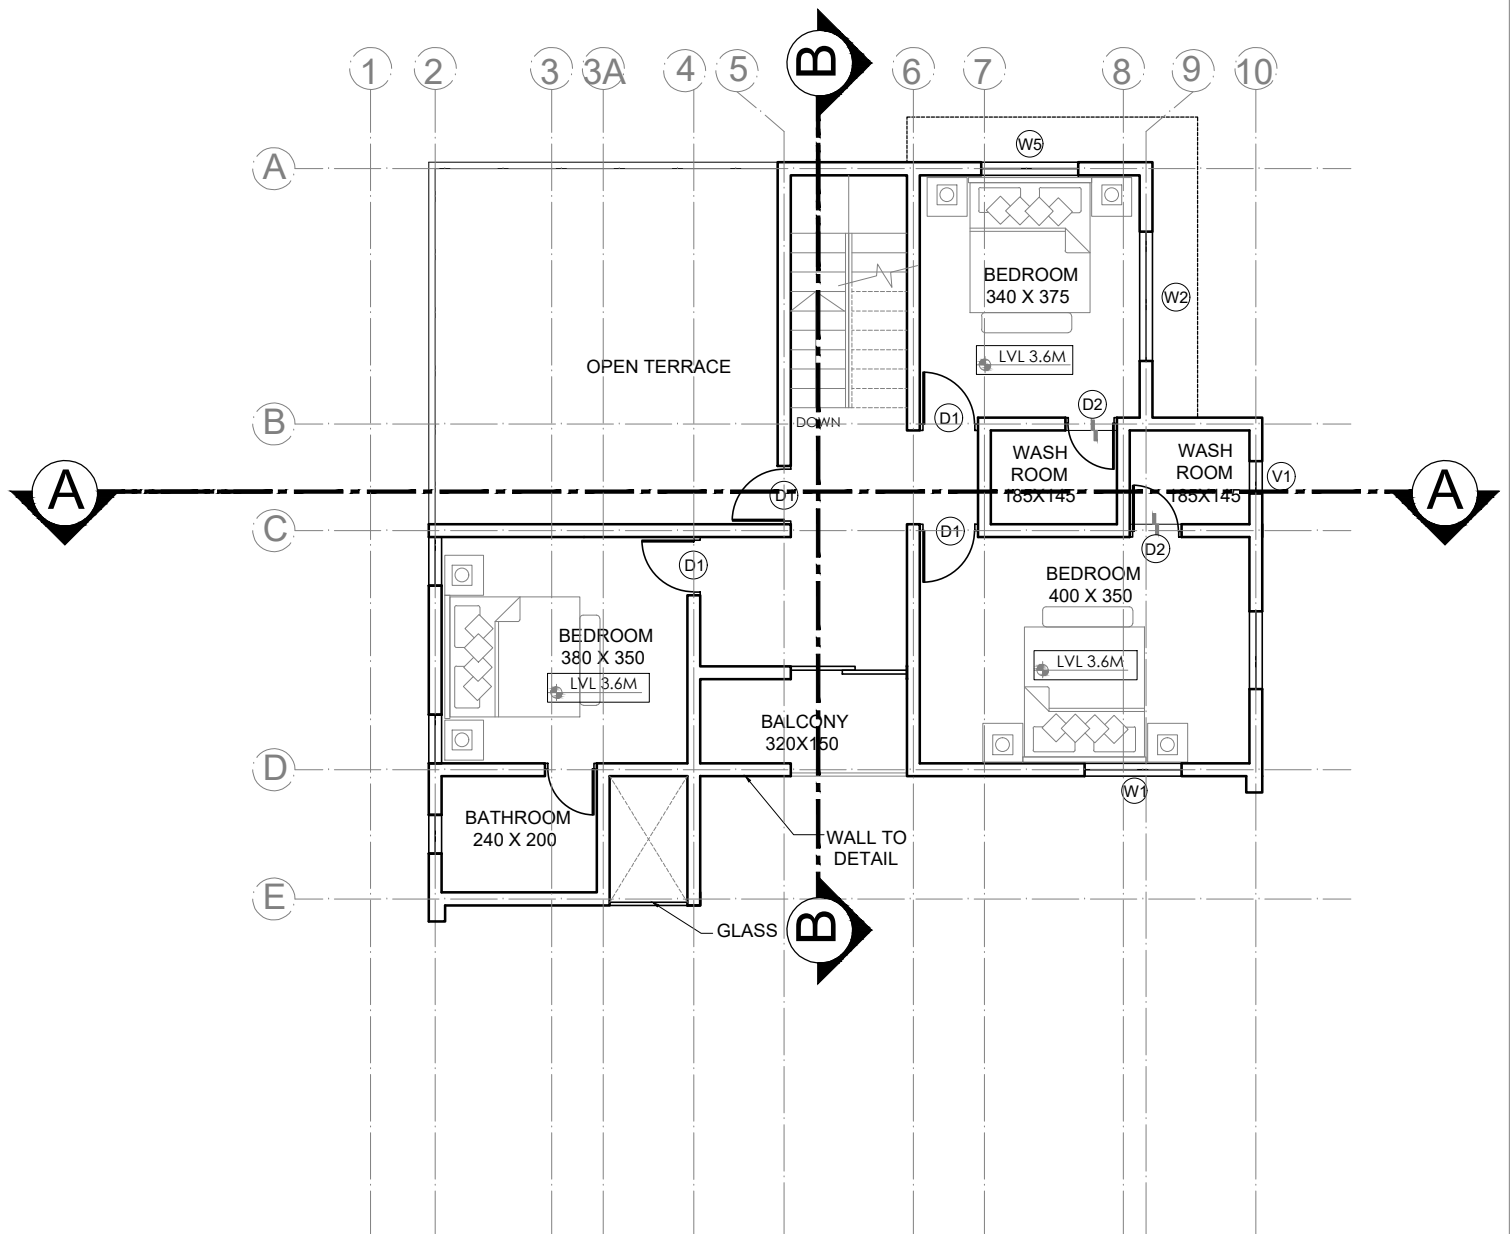 B
1
2
3
3A
4
5
6
7
8
9
10
A
W5
BEDROOM
340 X 375
W2
LVL 3.6M
OPEN TERRACE
B
DOWN
D1
D2
WASH
ROOM
185X145
WASH
ROOM
185X145
V1
A
A
D1
C
D1
D2
D1
BEDROOM
400 X 350
LVL 3.6M
BEDROOM
380 X 350
LVL 3.6M
BALCONY
320X150
D
W1
BATHROOM
240 X 200
WALL TO
DETAIL
E
GLASS
B